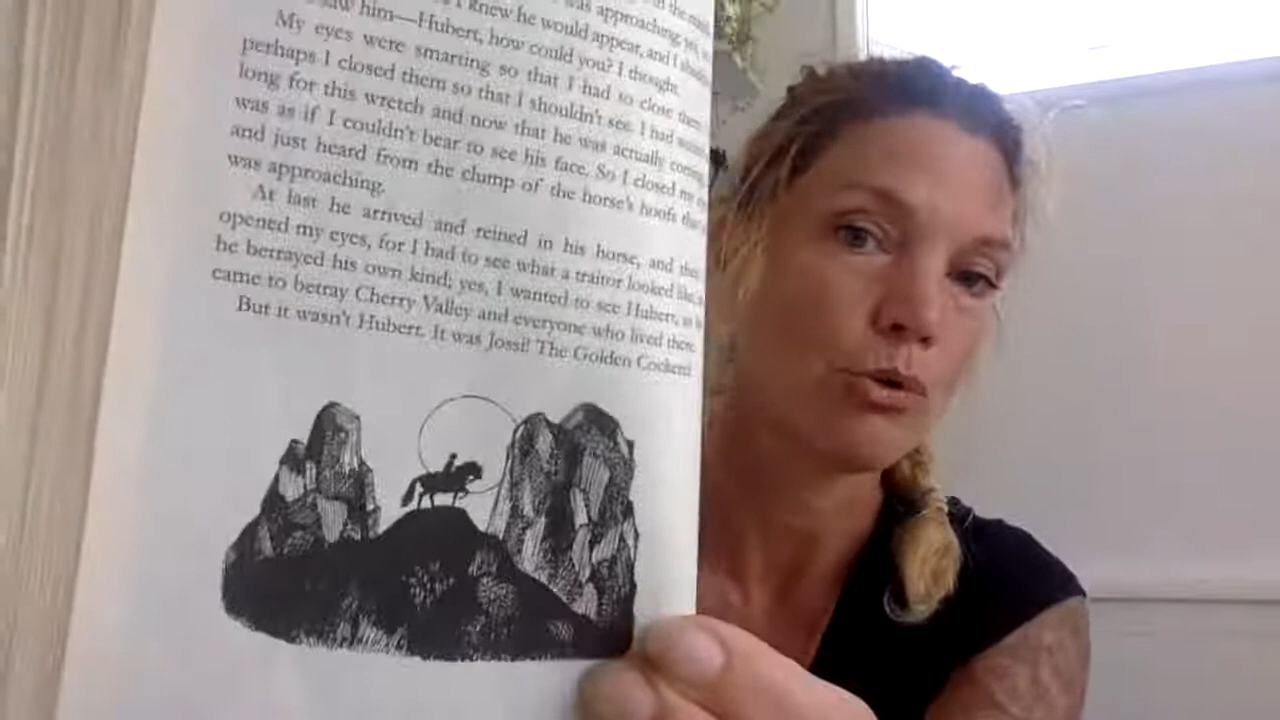 was approaching, yes,
I knew he would appear, and I
him—Hubert, how could you? I thought.
My eyes were smarting so that I had to close them,
perhaps I closed them so that I shouldn't see. I had
long for this wretch and now that he was actually coming
was as if I couldn't bear to see his face. So I closed my
and just heard from the clump of the horse's hoofs that
was approaching.
At last he arrived and reined in his horse, and
opened my eyes, for I had to see what a traitor looked like,
he betrayed his own kind; yes, I wanted to see Hubert,
came to betray Cherry Valley and everyone who lived there.
But it wasn't Hubert. It was Jossi! The Golden Cockerel!